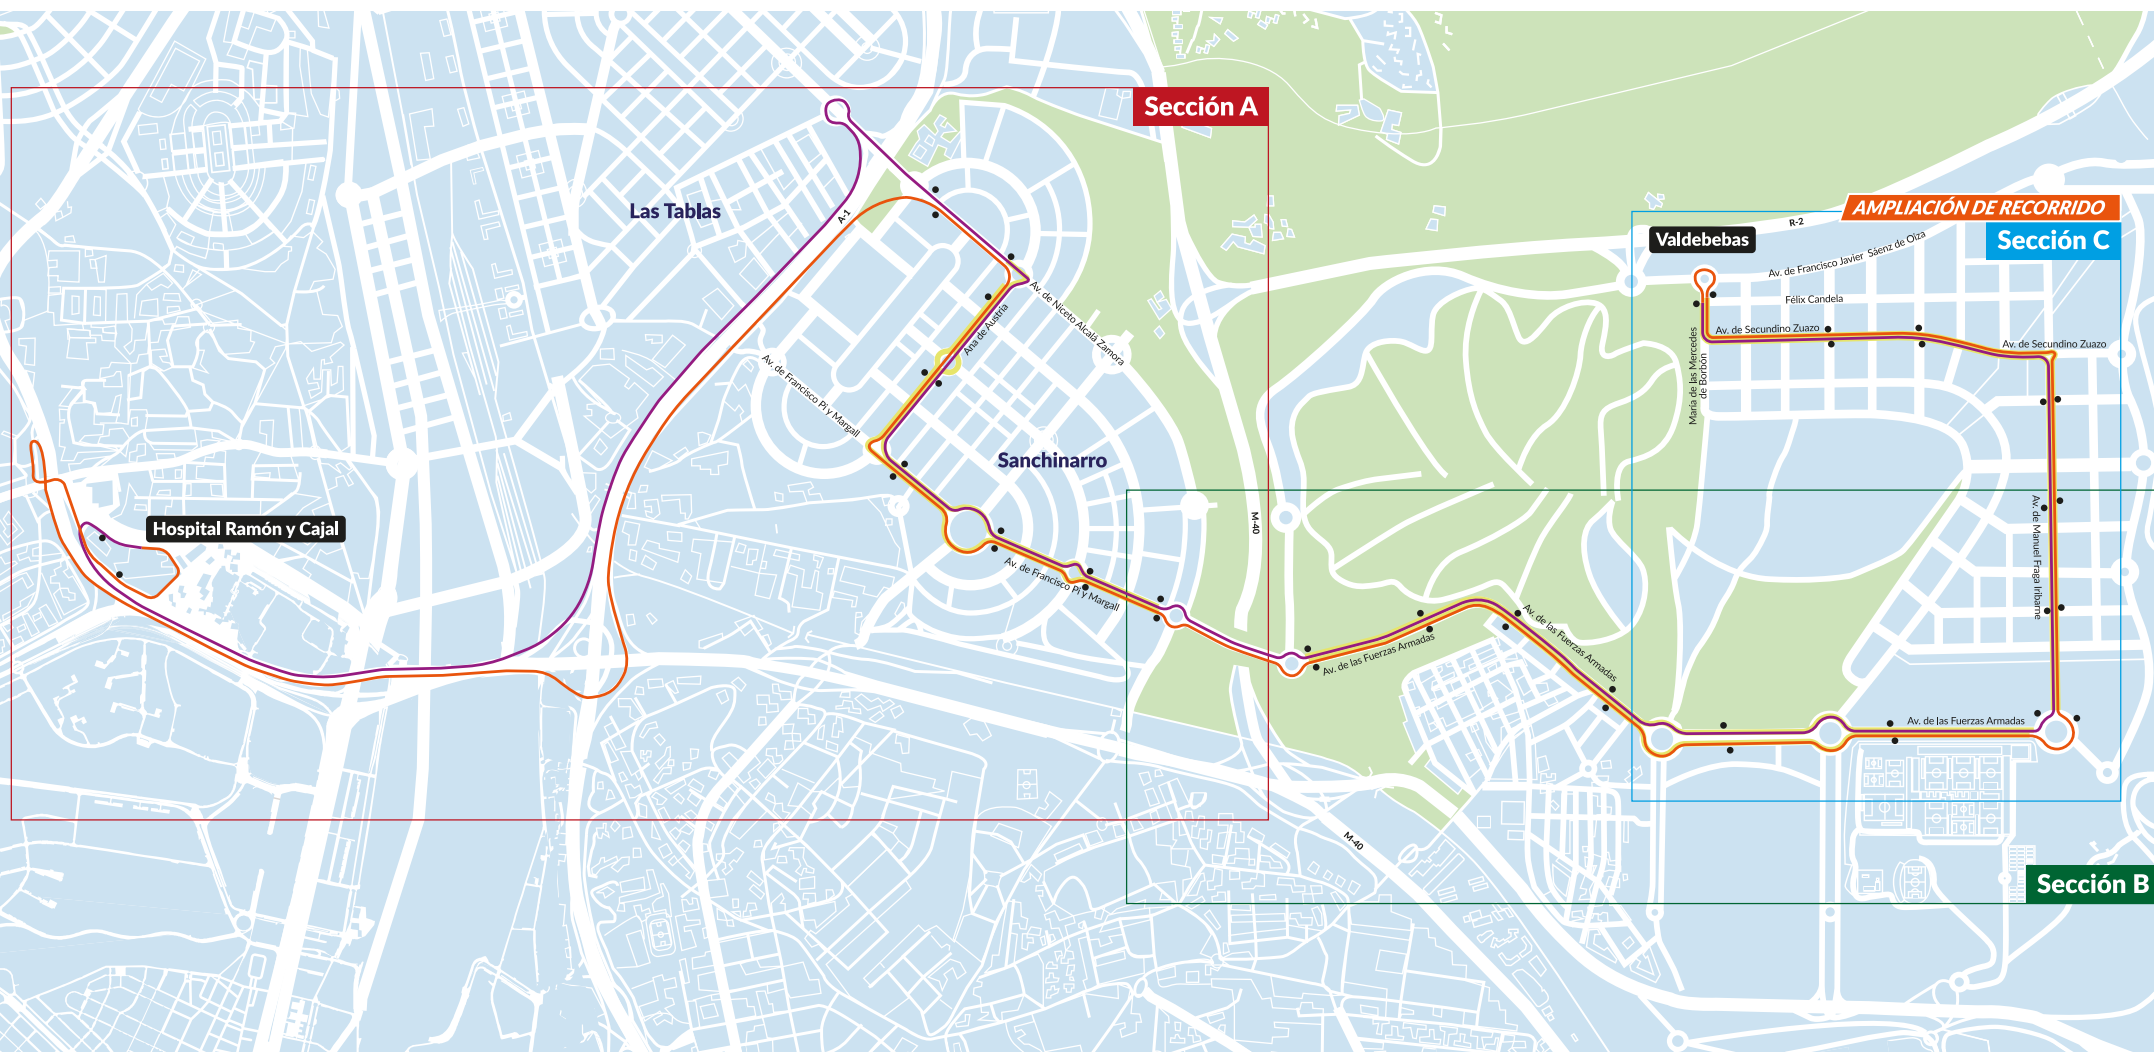 Sección A
Las Tablas
A-1
AMPLIACIÓN DE RECORRIDO
R-2
Valdebebas
Sección C
Av. de Francisco Javier Sáenz de Oiza
Félix Candela
Av. de Secundino Zuazo
Av. de Secundino Zuazo
María de las Mercedes
de Borbón
Av. de Niceto Alcalá Zamora
Ana de Austria
Av. de Francisco Pi y Margall
Sanchinarro
Hospital Ramón y Cajal
M-40
Av. de Manuel Fraga Iribarne
Av. de Francisco Pi y Margall
Av. de las Fuerzas Armadas
Av. de las Fuerzas Armadas
Av. de las Fuerzas Armadas
M-40
Sección B